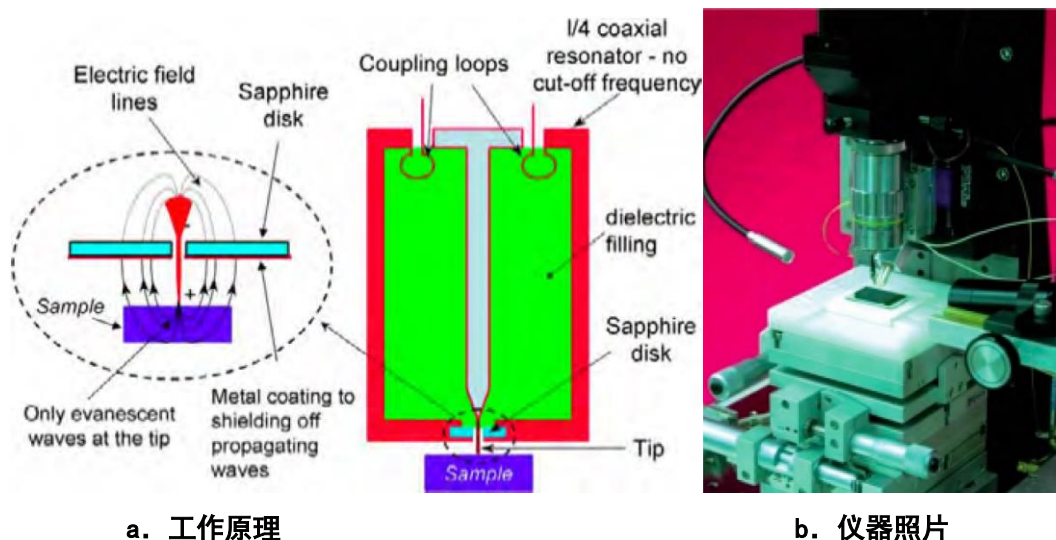 Electric field
lines
Sapphire
disk
-
+
Sample
Only evanescent
waves at the tip
Metal coating to
shielding off
propagating
waves
Coupling loops
l/4 coaxial
resonator - no
cut-off frequency
dielectric
filling
Sapphire
disk
Tip
Sample
a. 工作原理
b. 仪器照片